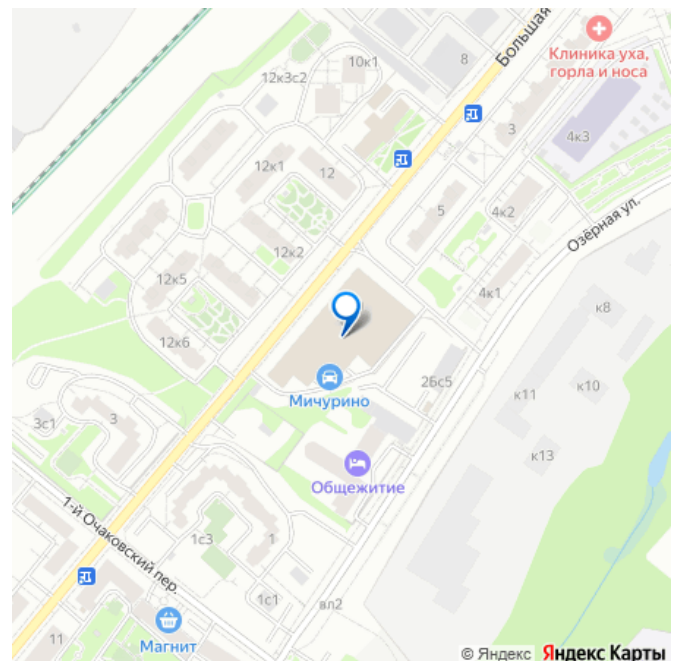 Большая
Клиника уха,
горла и носа
8
10к1
12к3с2
3
4к3
12к1
12
5
4к2
Озёрная ул.
12к2
12к5
4к1
к8
12к6
Мичурино
2Бс5
к10
к11
3с1
3
к13
Общежитие
1-й Очаковский пер.
1с3
1
1с1
вл2
11
Магнит
© Яндекс Яндекс Карты